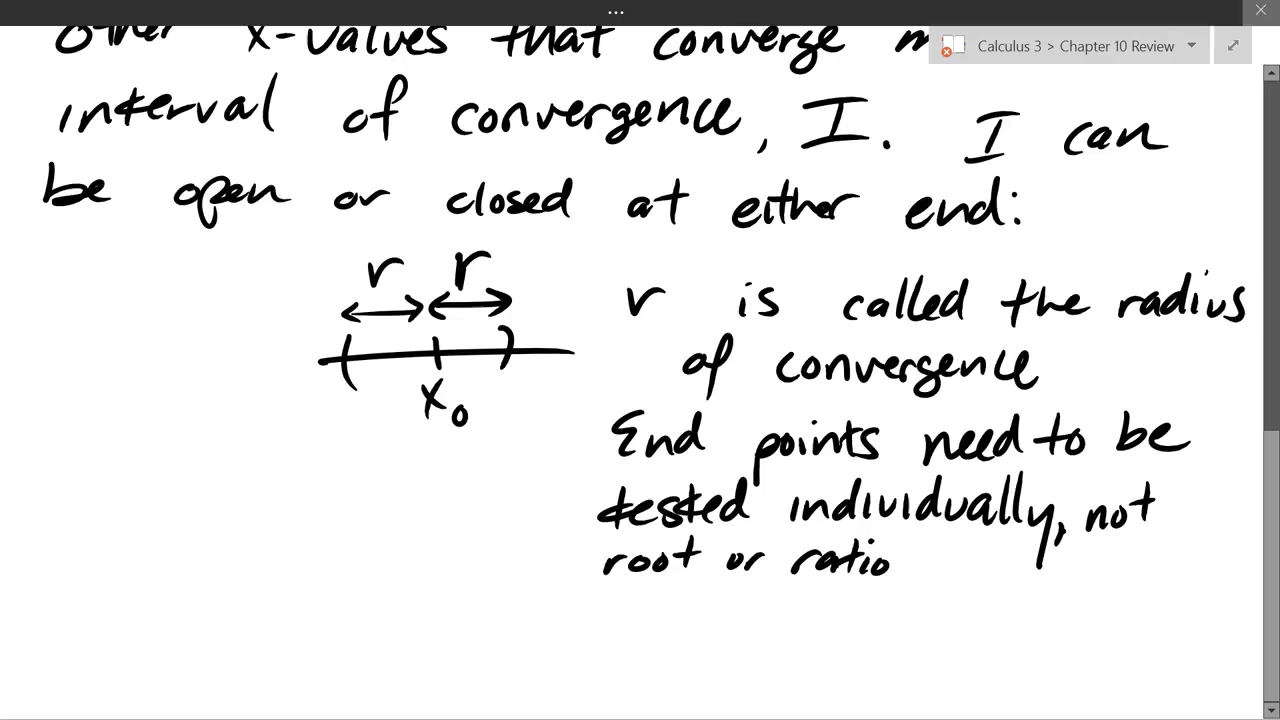 ...
Calculus 3 > Chapter 10 Review
other x-values that converge
interval of convergence, I. I can
be open or closed at either end:
r r
x₀
r is called the radius
of convergence
End points need to be
tested individually, not
root or ratio